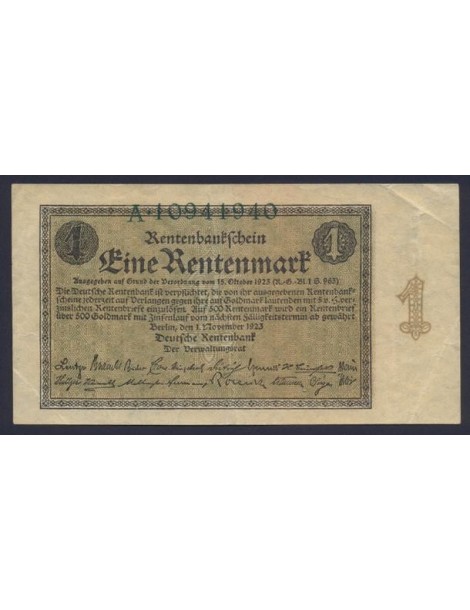 A·10941940
1
Rentenbankschein
1
Eine Rentenmark
Ausgegeben auf Grund der Verordnung vom 15. Oktober 1923 (R.-G.-Bl. I S. 963):
Die Deutsche Rentenbank ist verpflichtet, die von ihr ausgegebenen Rentenbank-
scheine jederzeit auf Verlangen gegen ihre auf Goldmark lautenden mit 5 v. H. ver-
zinslichen Rentenbriefe einzulösen. Auf 500 Rentenmark wird ein Rentenbrief
über 500 Goldmark mit Zinsenlauf vom nächsten Fälligkeitstermin ab gewährt.
Berlin, den 1. November 1923
Deutsche Rentenbank
Der Verwaltungsrat
1